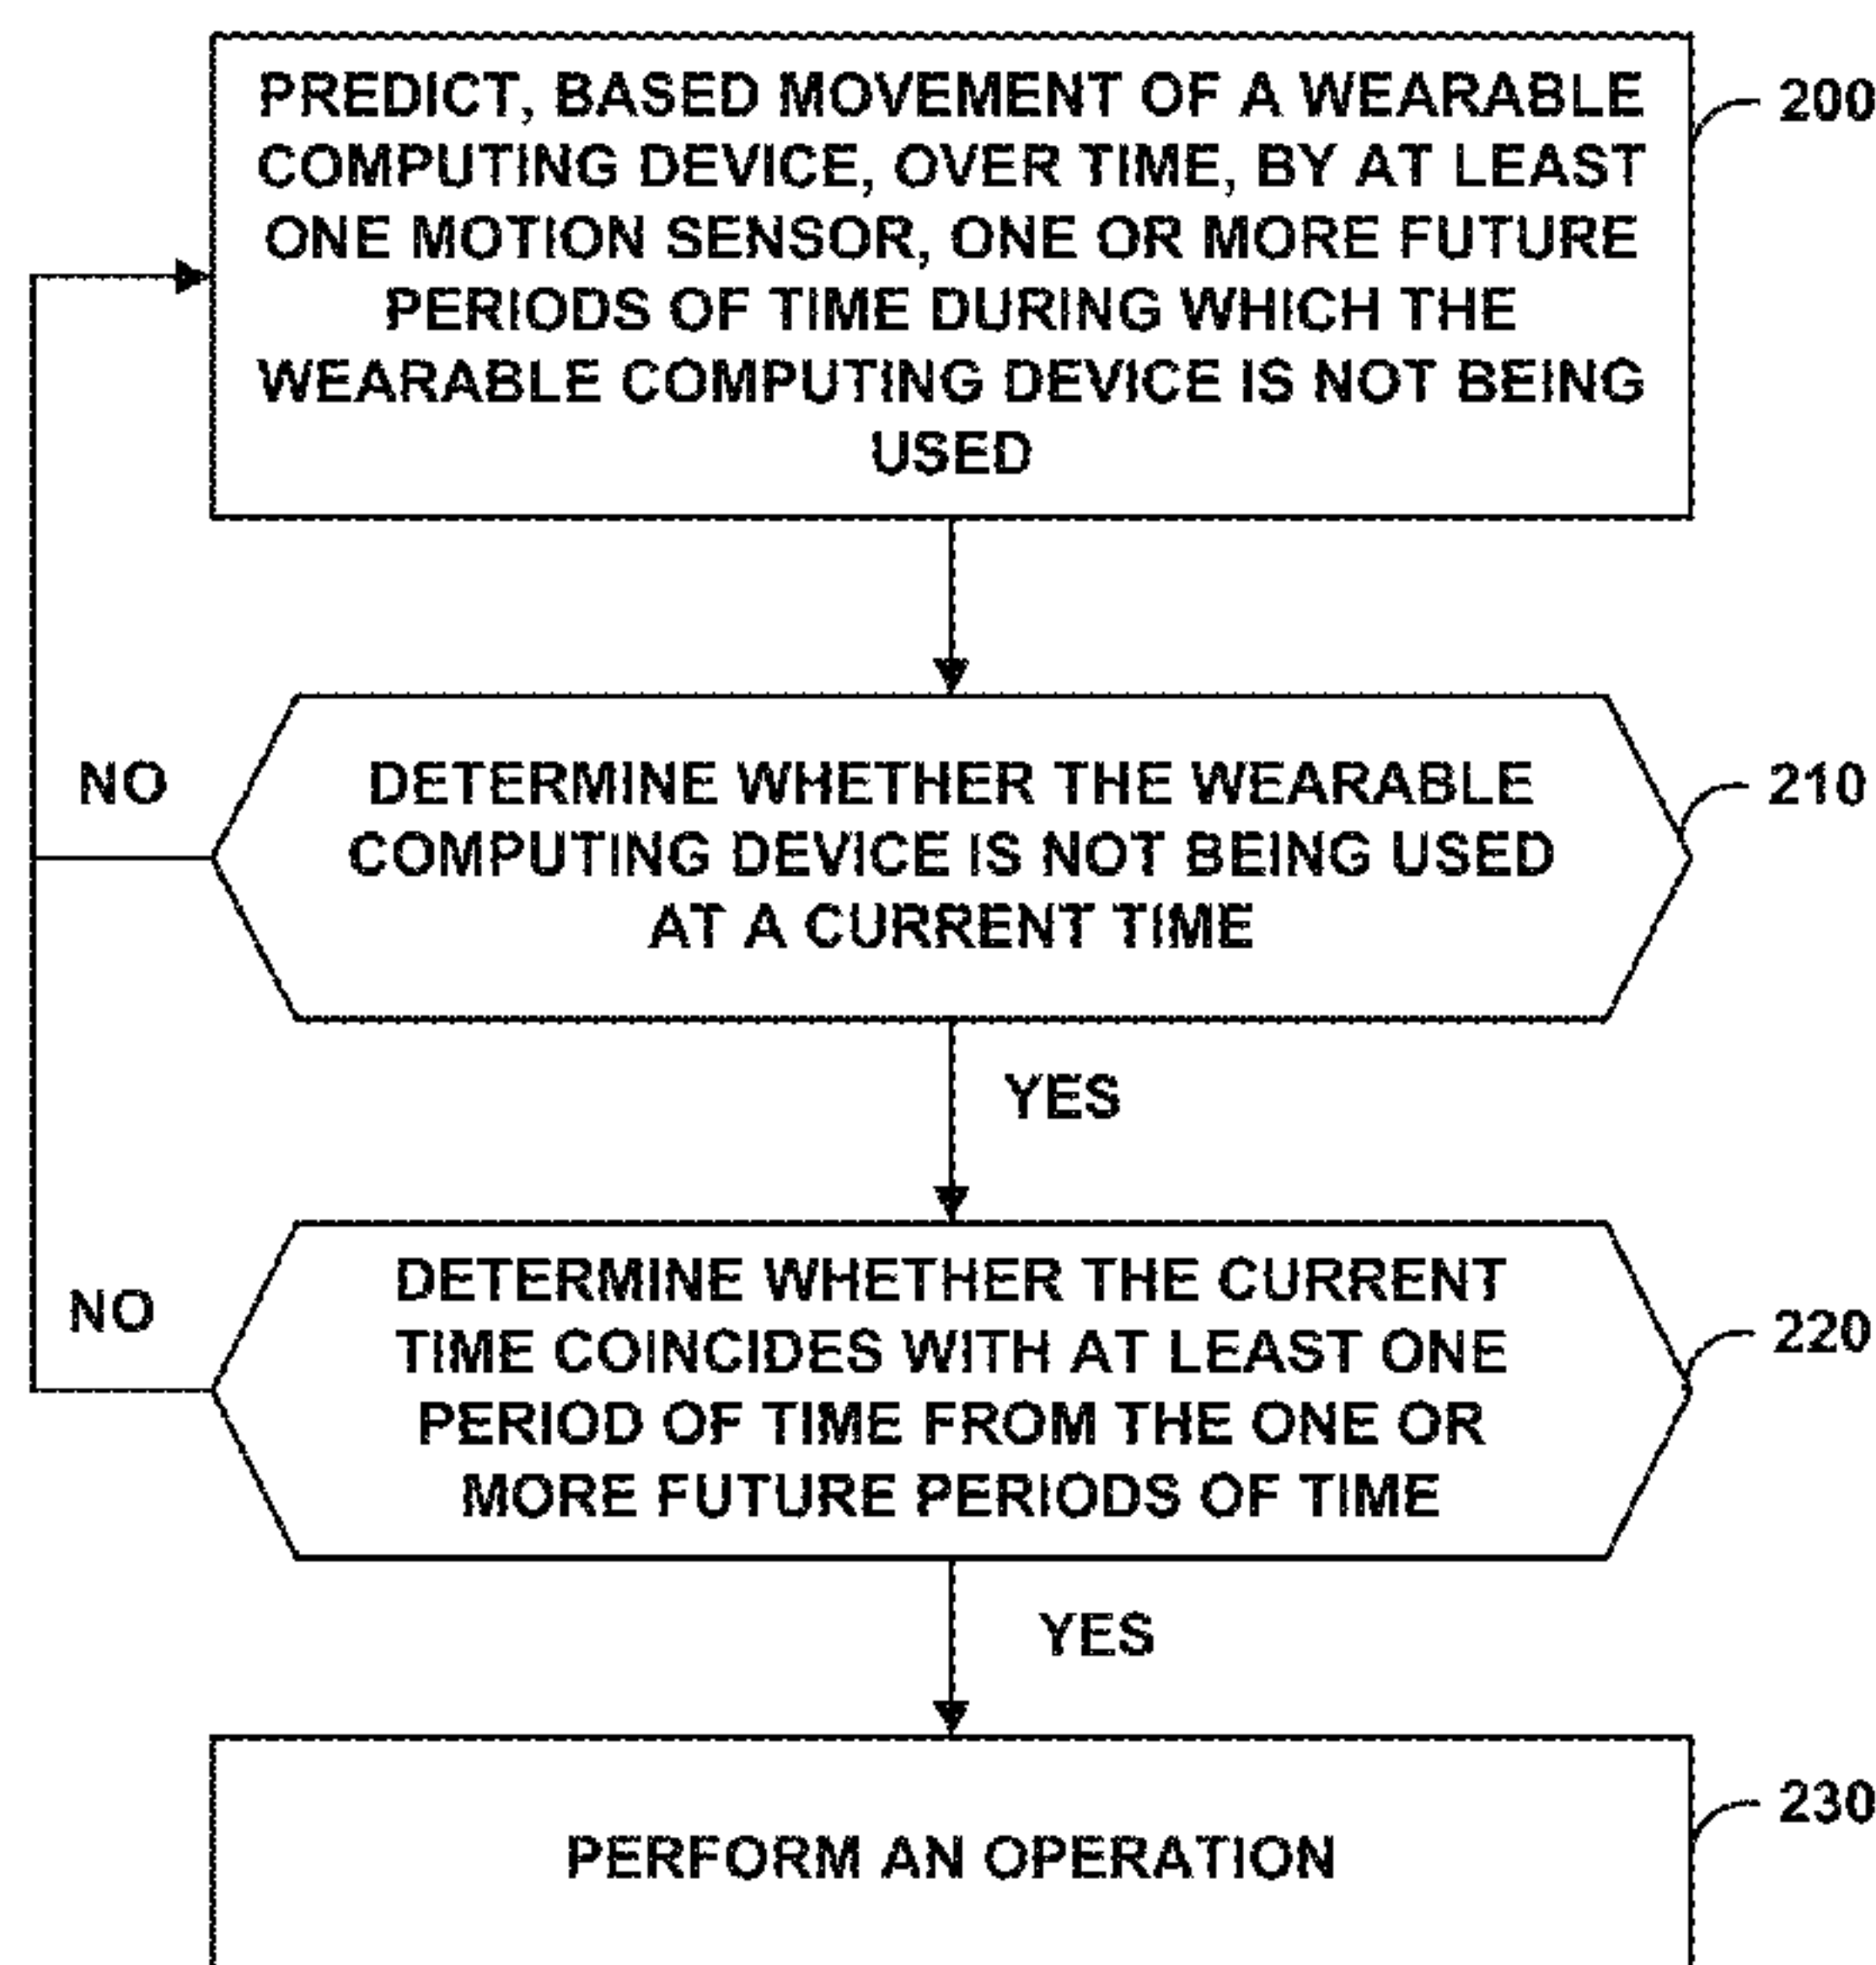 PREDICT, BASED MOVEMENT OF A WEARABLE
COMPUTING DEVICE, OVER TIME, BY AT LEAST
ONE MOTION SENSOR, ONE OR MORE FUTURE
PERIODS OF TIME DURING WHICH THE
WEARABLE COMPUTING DEVICE IS NOT BEING
USED
200
NO
DETERMINE WHETHER THE WEARABLE
COMPUTING DEVICE IS NOT BEING USED
AT A CURRENT TIME
210
YES
NO
DETERMINE WHETHER THE CURRENT
TIME COINCIDES WITH AT LEAST ONE
PERIOD OF TIME FROM THE ONE OR
MORE FUTURE PERIODS OF TIME
220
YES
PERFORM AN OPERATION
230